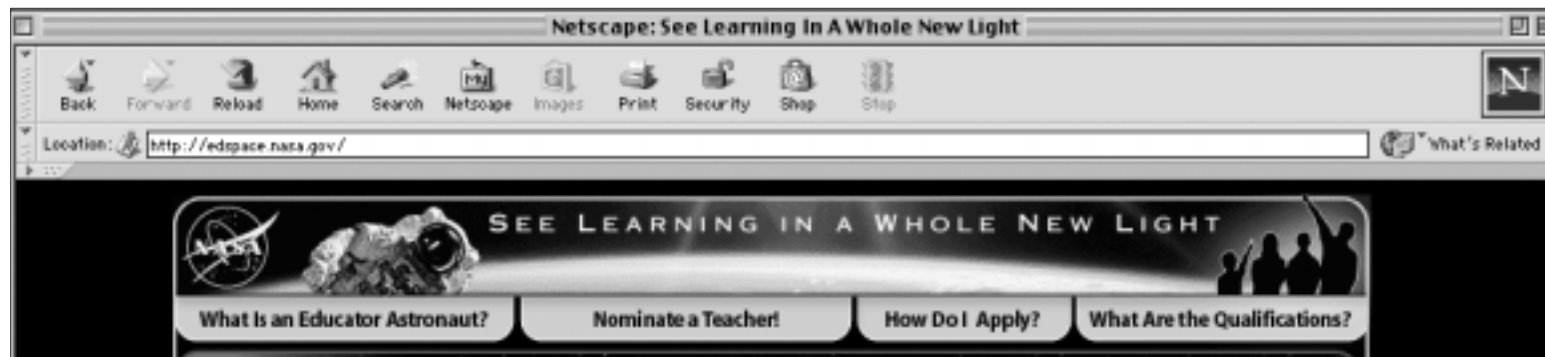 Netscape: See Learning In A Whole New Light
Back Forward Reload Home Search Netscape Images Print Security Shop Stop
My
N
Location: http://edspace.nasa.gov/ What's Related
NASA
SEE LEARNING IN A WHOLE NEW LIGHT
What Is an Educator Astronaut? Nominate a Teacher! How Do I Apply? What Are the Qualifications?